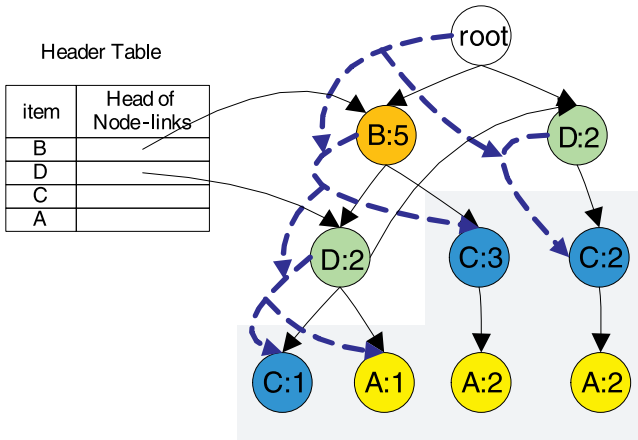 root
Header Table
item
Head of
Node-links
B
D
C
A
B:5
D:2
D:2
C:3
C:2
C:1
A:1
A:2
A:2